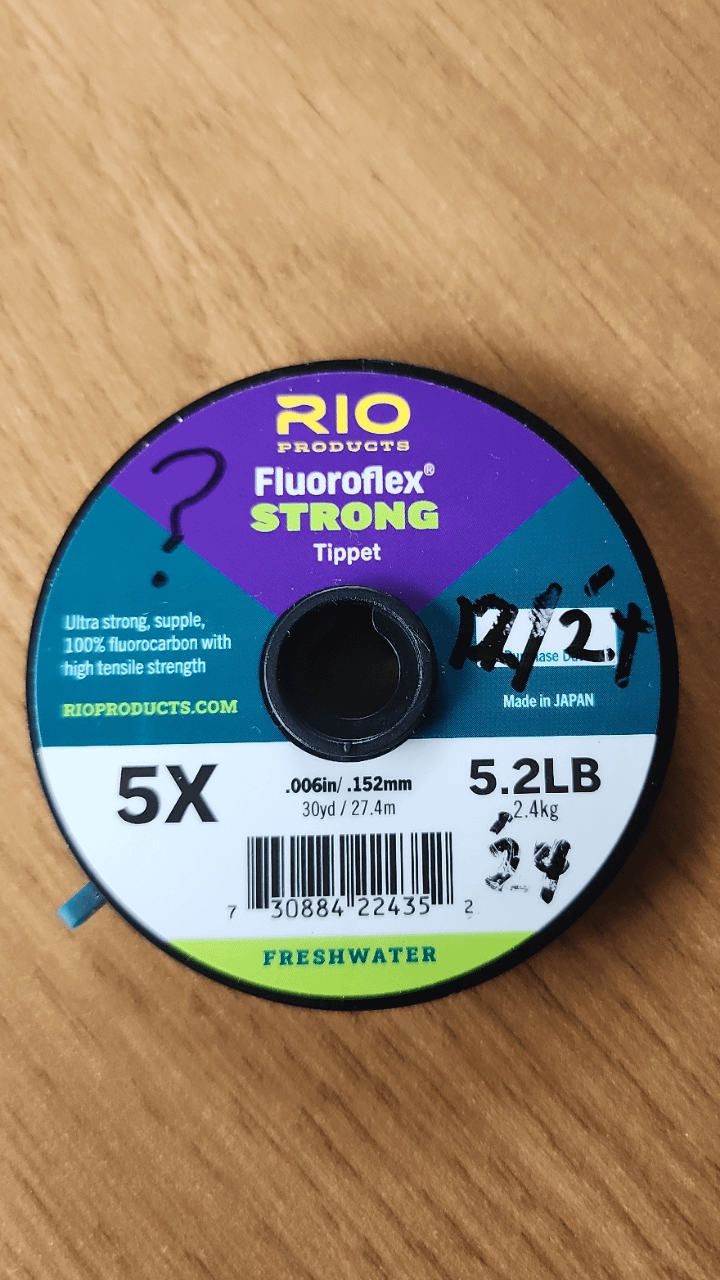 RIO
PRODUCTS
Fluoroflex®
STRONG
Tippet
?
Ultra strong, supple,
100% fluorocarbon with
high tensile strength
RIOPRODUCTS.COM
12/24
Made in JAPAN
5X
.006in/ .152mm
30yd / 27.4m
5.2LB
2.4kg
'24
7 30884 22435 2
FRESHWATER